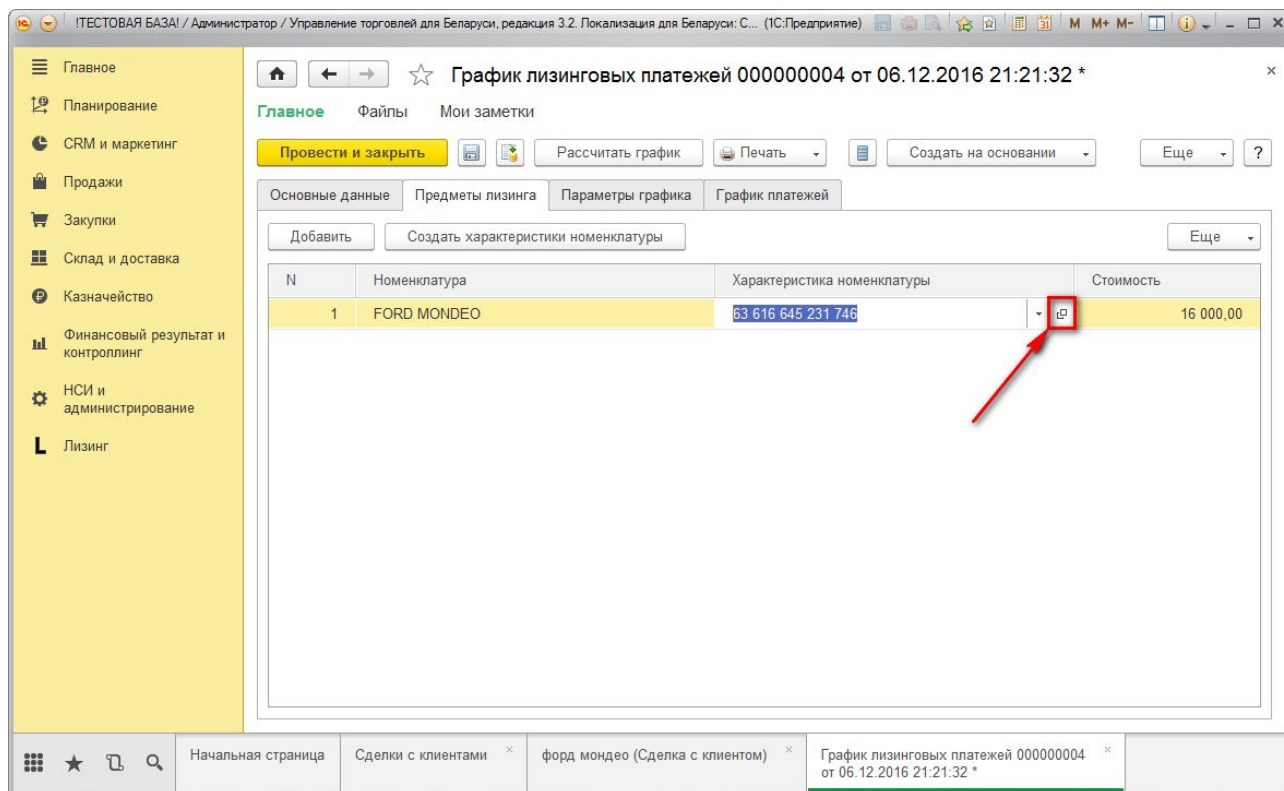 !ТЕСТОВАЯ БАЗА! / Администратор / Управление торговлей для Беларуси, редакция 3.2. Локализация для Беларуси: С... (1С:Предприятие) 31 M M+ M-
Главное
Планирование
CRM и маркетинг
Продажи
Закупки
Склад и доставка
Казначейство
Финансовый результат и
контроллинг
НСИ и
администрирование
L Лизинг
График лизинговых платежей 000000004 от 06.12.2016 21:21:32 *
Главное Файлы Мои заметки
Провести и закрыть Рассчитать график Печать Создать на основании Еще ?
Основные данные Предметы лизинга Параметры графика График платежей
Добавить Создать характеристики номенклатуры Еще
N Номенклатура Характеристика номенклатуры Стоимость
1 FORD MONDEO 63 616 645 231 746 16 000,00
Начальная страница Сделки с клиентами форд мондео (Сделка с клиентом) График лизинговых платежей 000000004
от 06.12.2016 21:21:32 *